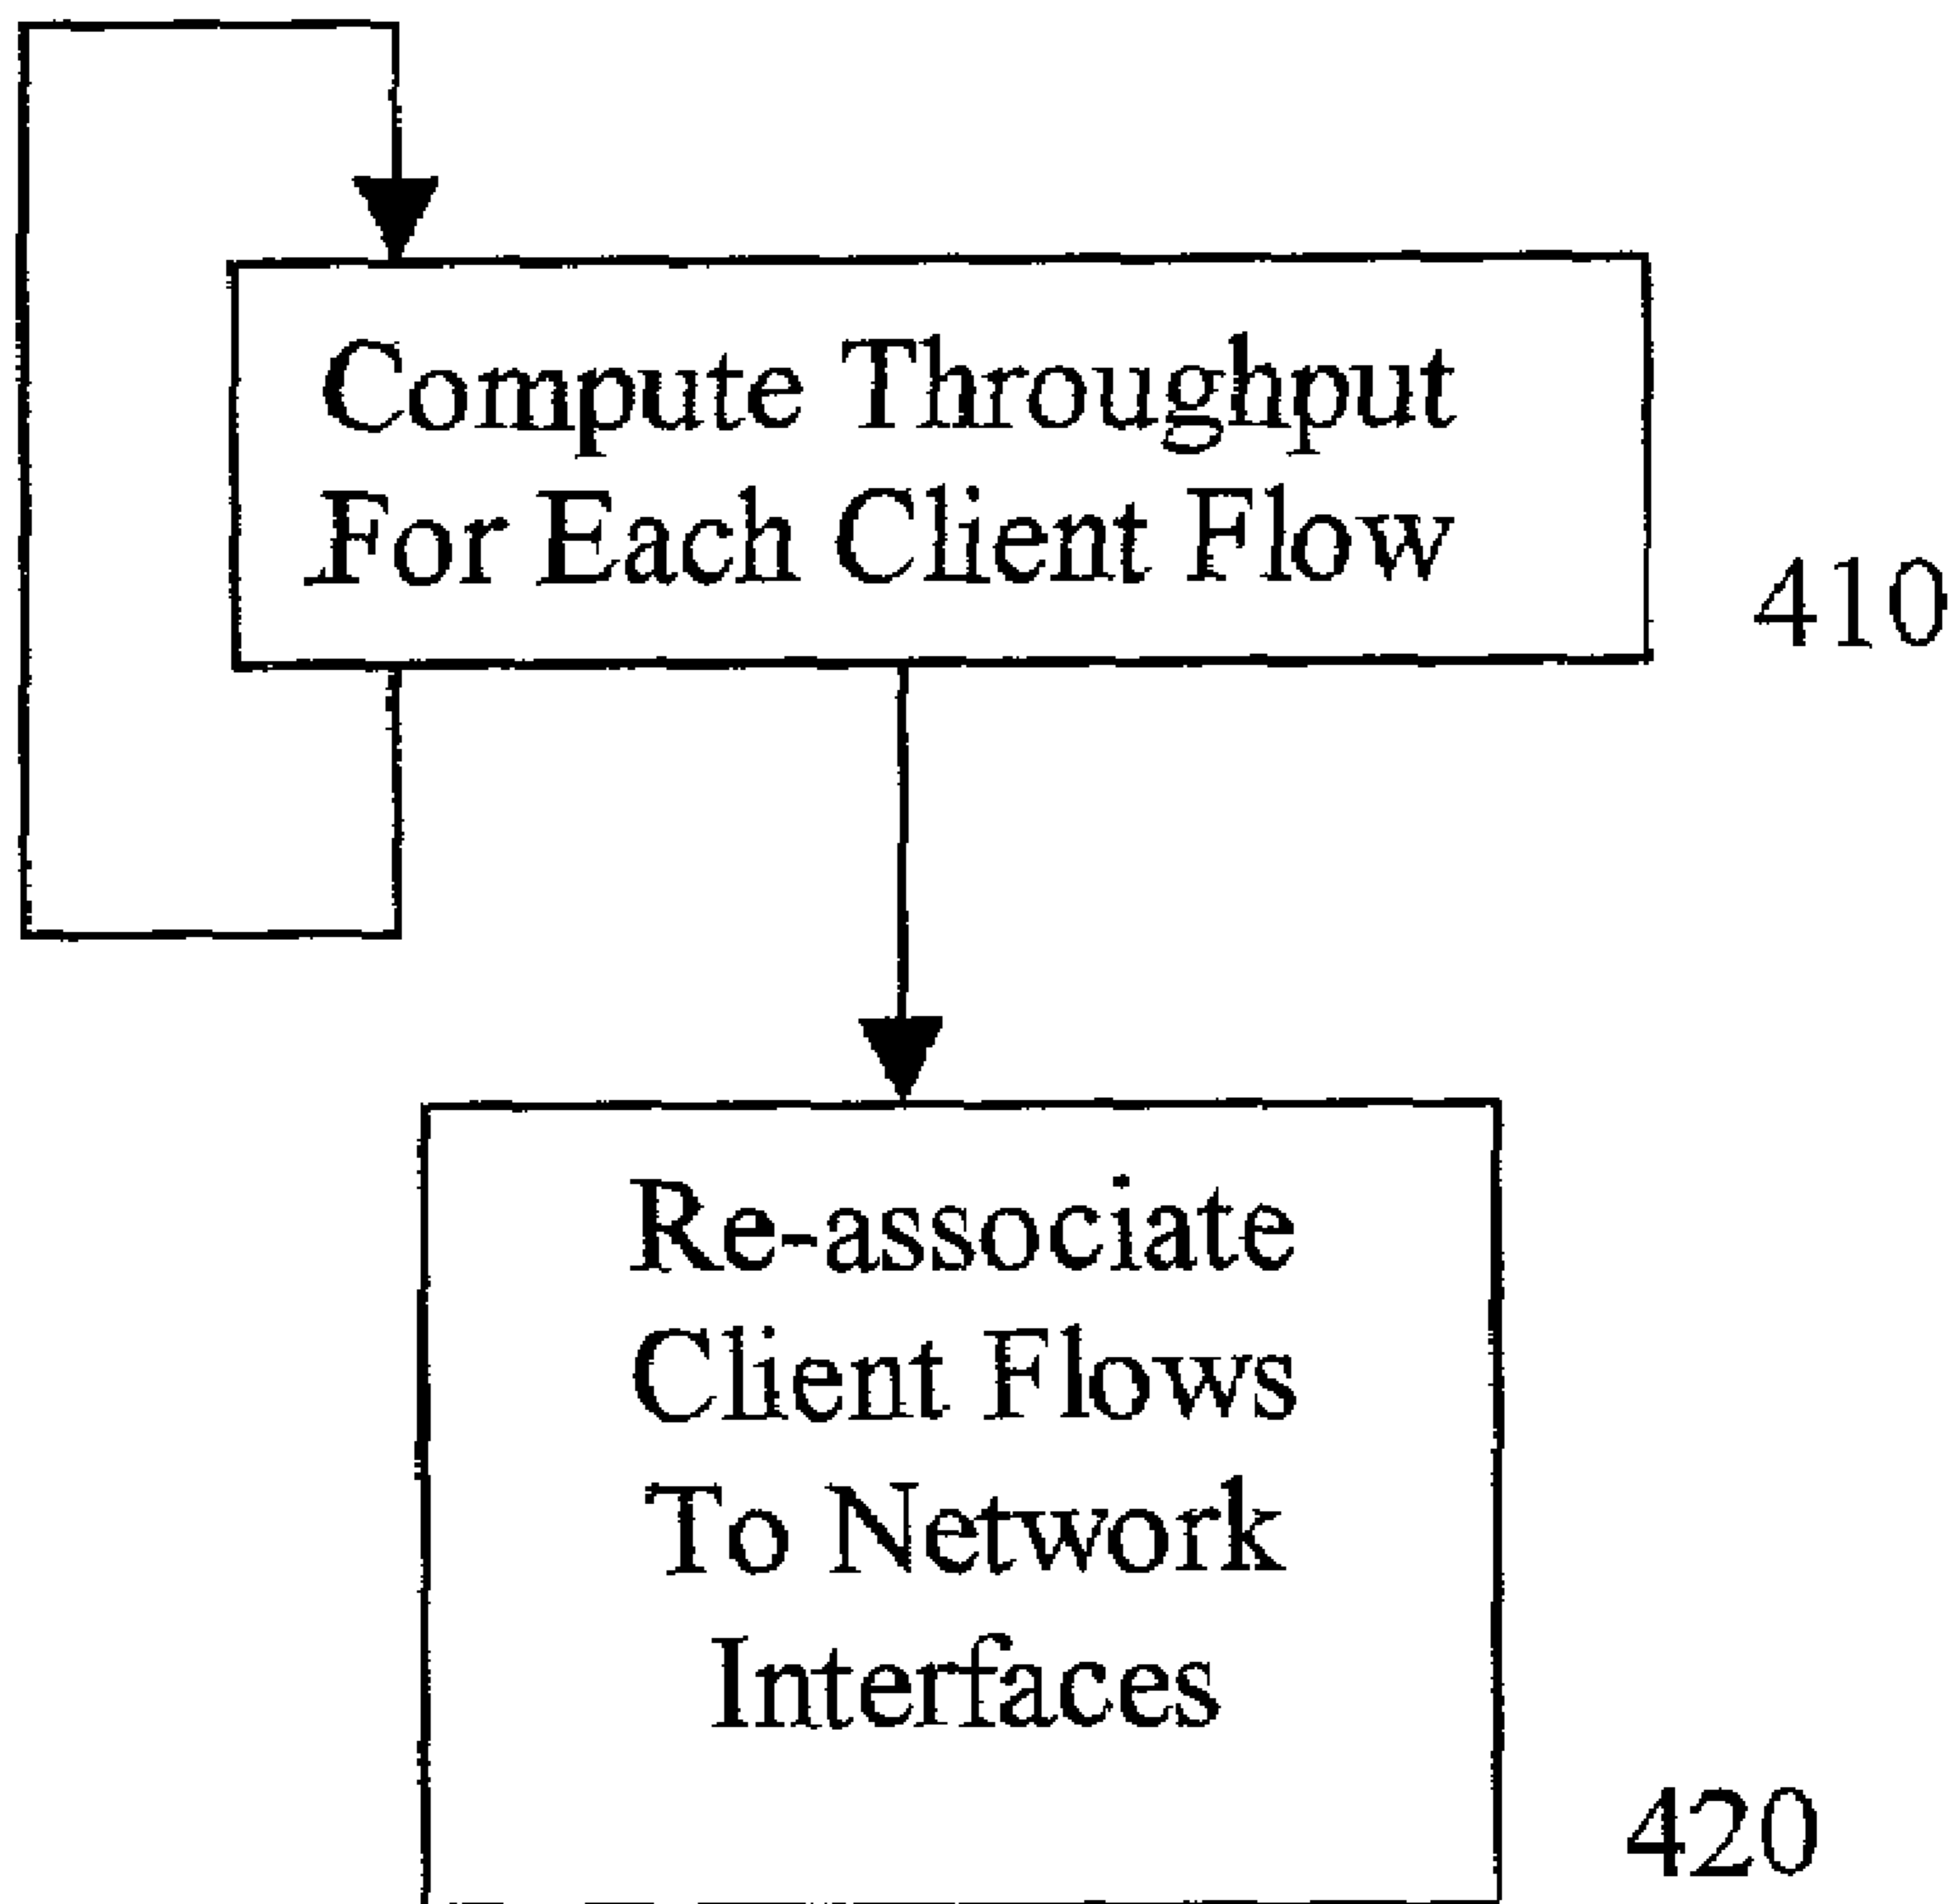 Compute Throughput
For Each Client Flow
410
Re-associate
Client Flows
To Network
Interfaces
420